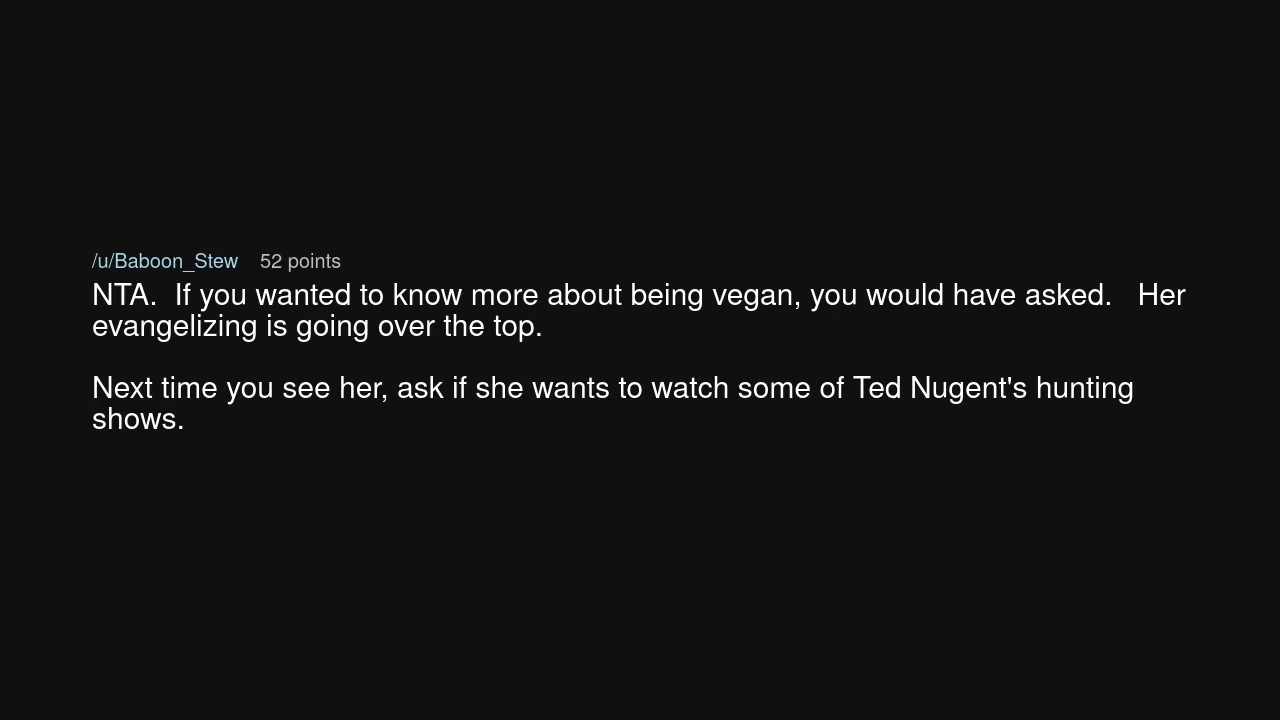 /u/Baboon_Stew 52 points
NTA.  If you wanted to know more about being vegan, you would have asked.   Her
evangelizing is going over the top.
Next time you see her, ask if she wants to watch some of Ted Nugent's hunting
shows.